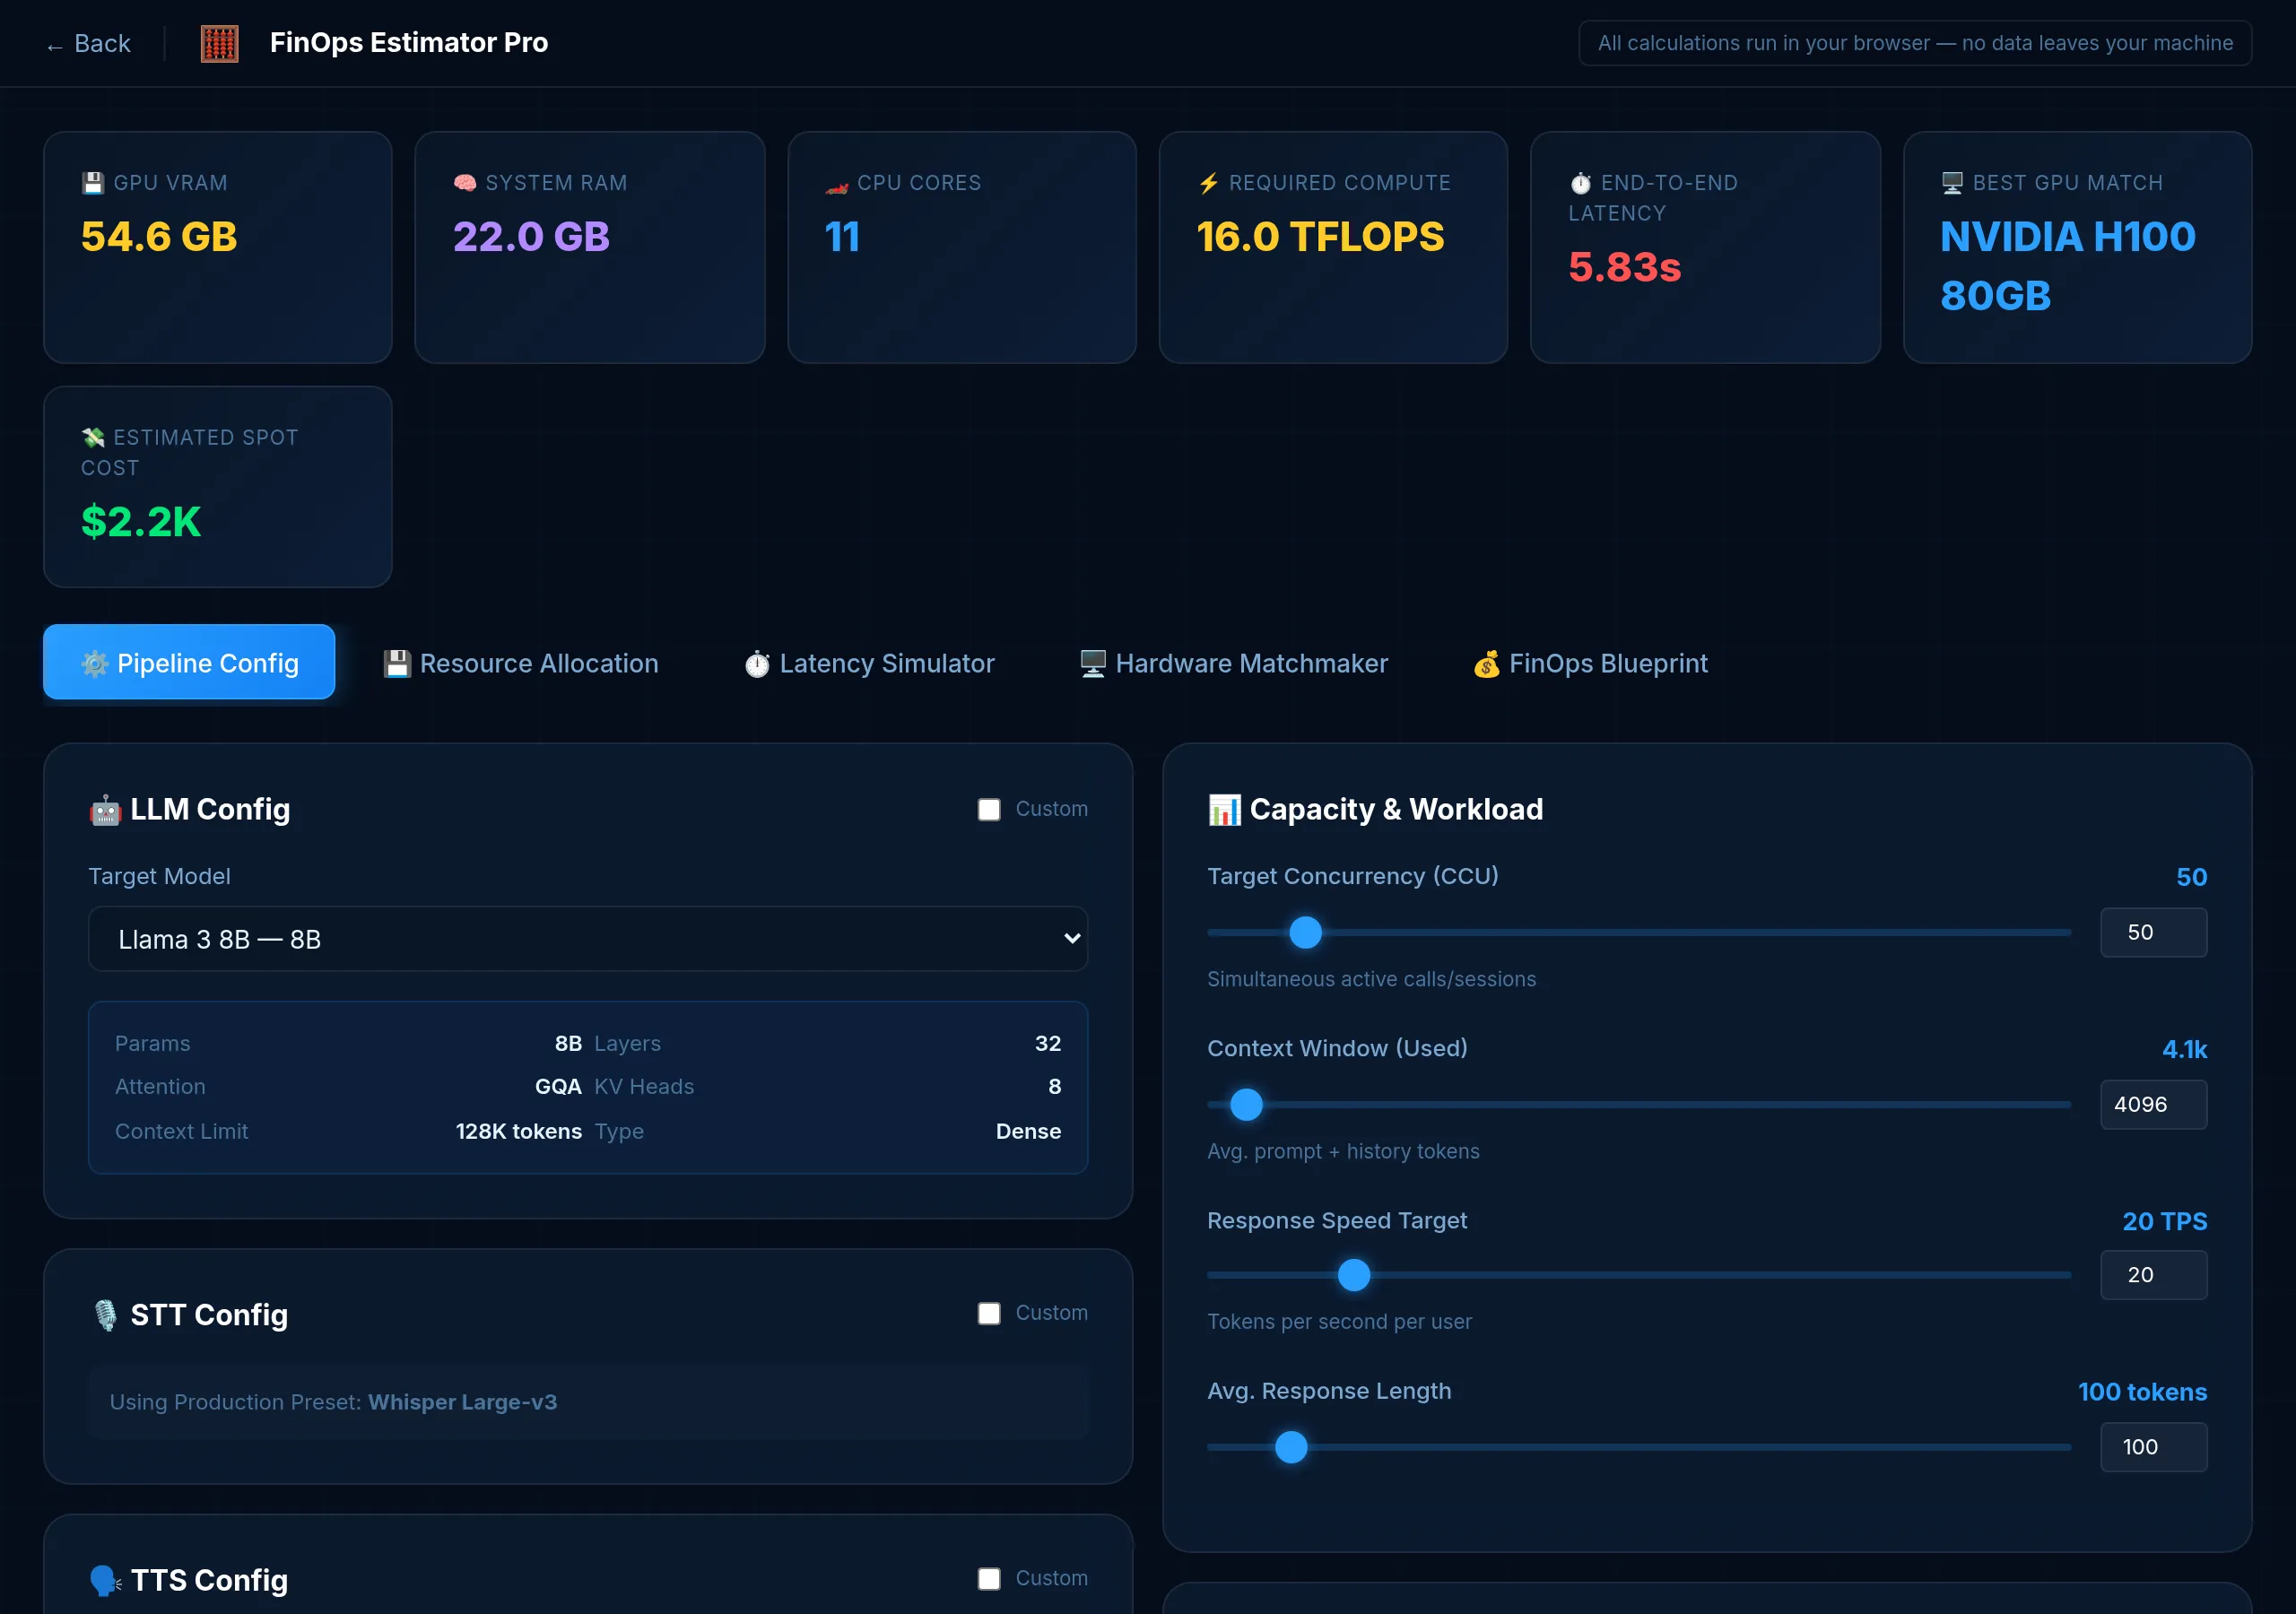 ← Back
FinOps Estimator Pro
All calculations run in your browser — no data leaves your machine
GPU VRAM
54.6 GB
SYSTEM RAM
22.0 GB
CPU CORES
11
REQUIRED COMPUTE
16.0 TFLOPS
END-TO-END
LATENCY
5.83s
BEST GPU MATCH
NVIDIA H100
80GB
ESTIMATED SPOT
COST
$2.2K
Pipeline Config
Resource Allocation
Latency Simulator
Hardware Matchmaker
FinOps Blueprint
LLM Config
Custom
Target Model
Llama 3 8B — 8B
Params 8B Layers 32
Attention GQA KV Heads 8
Context Limit 128K tokens Type Dense
STT Config
Custom
Using Production Preset: Whisper Large-v3
TTS Config
Custom
Capacity & Workload
Target Concurrency (CCU) 50
50
Simultaneous active calls/sessions
Context Window (Used) 4.1k
4096
Avg. prompt + history tokens
Response Speed Target 20 TPS
20
Tokens per second per user
Avg. Response Length 100 tokens
100